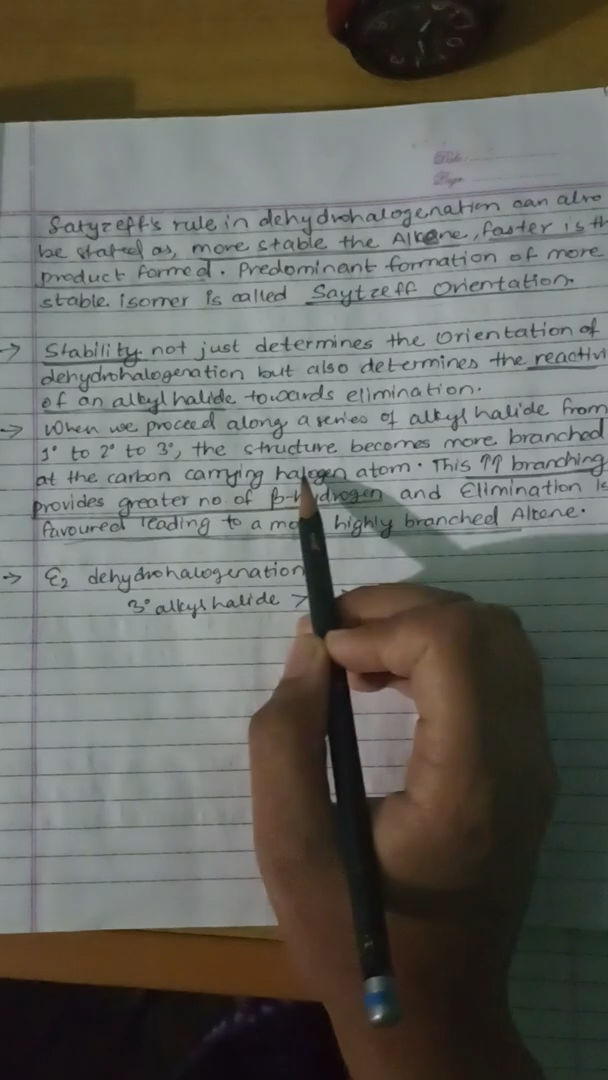 Date
Page
Satyzeff's rule in dehydrohalogenation can also
be stated as, more stable the Alkene, faster is
product formed. Predominant formation of more
stable isomer is called Saytzeff Orientation.
→ Stability not just determines the Orientation of
dehydrohalogenation but also determines the
of an alkyl halide towards elimination.
→ When we proceed along a series of alkyl halide from
1° to 2° to 3°, the structure becomes more branched
at the carbon carrying halogen atom. This ↑↑ branching
provides greater no. of β-hydrogen and Elimination is
favoured leading to a highly branched Alkene.
→ E2 dehydrohalogenation
3° alkyl halide >